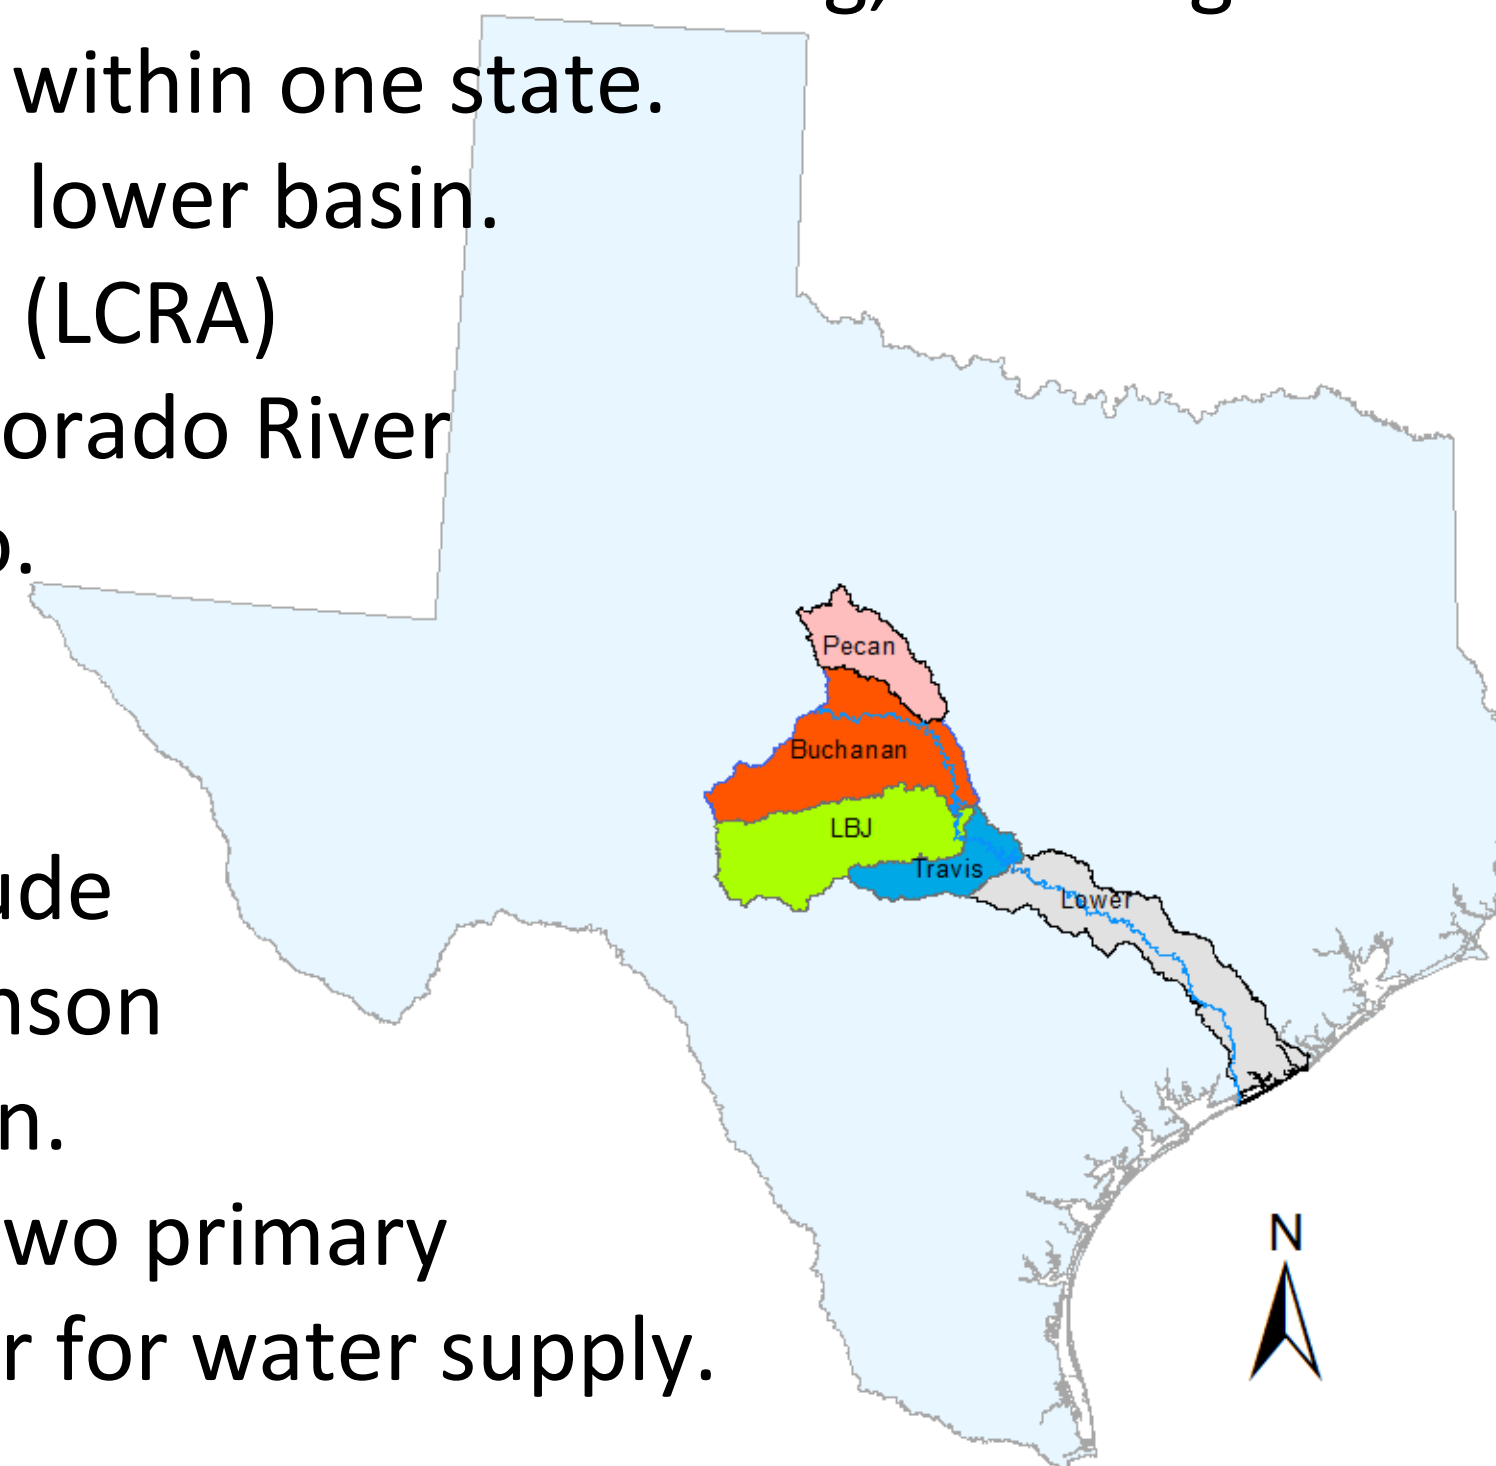 within one state.
lower basin.
(LCRA)
orado River
o.
Pecan
Buchanan
LBJ
Travis
Lower
ude
nson
n.
wo primary
N
r for water supply.